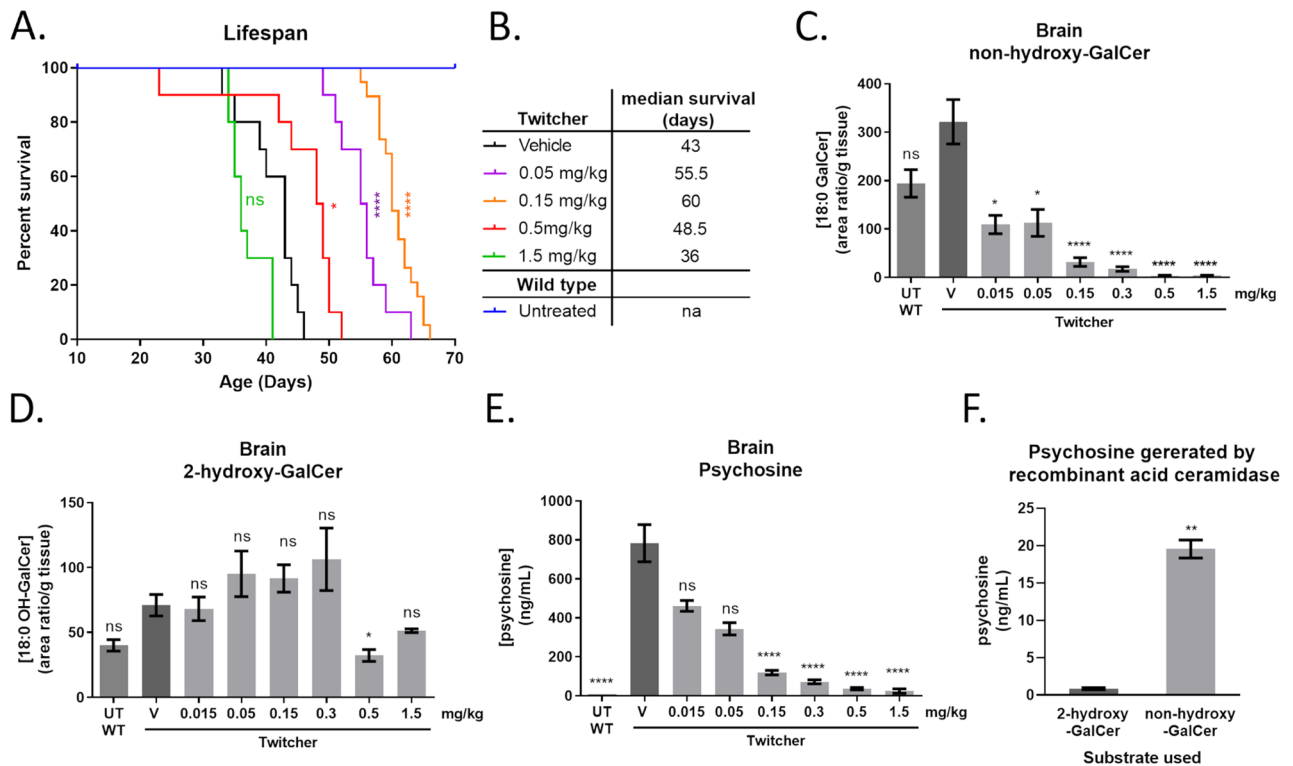 A.
Lifespan
Percent survival
100
80
60
40
20
0
ns
*
****
****
10 20 30 40 50 60 70
Age (Days)
B.
Twitcher median survival (days)
Vehicle 43
0.05 mg/kg 55.5
0.15 mg/kg 60
0.5mg/kg 48.5
1.5 mg/kg 36
Wild type
Untreated na
C.
Brain
non-hydroxy-GalCer
[18:0 GalCer]
(area ratio/g tissue)
400
300
200
100
0
ns * * **** **** **** ****
UT V 0.015 0.05 0.15 0.3 0.5 1.5 mg/kg
WT
Twitcher
D.
Brain
2-hydroxy-GalCer
[18:0 OH-GalCer]
(area ratio/g tissue)
150
100
50
0
ns ns ns ns ns * ns
UT V 0.015 0.05 0.15 0.3 0.5 1.5 mg/kg
WT
Twitcher
E.
Brain
Psychosine
[psychosine]
(ng/mL)
1000
800
600
400
200
0
**** ns ns **** **** **** ****
UT V 0.015 0.05 0.15 0.3 0.5 1.5 mg/kg
WT
Twitcher
F.
Psychosine gererated by
recombinant acid ceramidase
psychosine
(ng/mL)
25
20
15
10
5
0
**
2-hydroxy non-hydroxy
-GalCer -GalCer
Substrate used